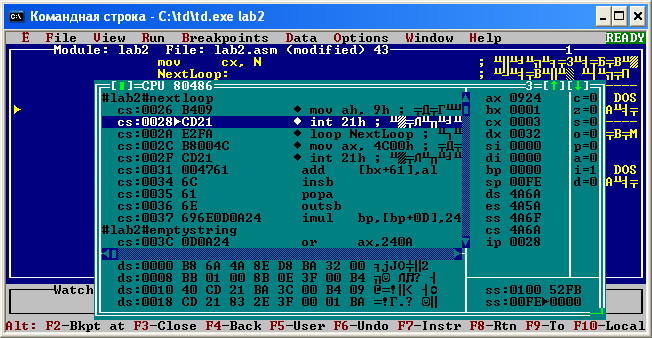 Командная строка - C:\td\td.exe lab2
File View Run Breakpoints Data Options Window Help READY
Module: lab2 File: lab2.asm (modified) 43 1
mov cx, N ;
NextLoop: ;
[■]=CPU 80486 3=[↑][↓]
#lab2#nextloop ax 0924 c=0
cs:0026 B409 ♦ mov ah, 9h ; bx 0001 z=0
cs:0028►CD21 ♦ int 21h ; cx 0003 s=0
cs:002A E2FA ♦ loop NextLoop ; dx 0032 o=0
cs:002C B8004C ♦ mov ax, 4C00h ; si 0000 p=0
cs:002F CD21 ♦ int 21h ; di 0000 a=0
cs:0031 004761 add [bx+61],al bp 0000 i=1
cs:0034 6C insb sp 00FE d=0
cs:0035 61 popa ds 4A6A
cs:0036 6E outsb es 4A5A
cs:0037 696E0D0A24 imul bp,[bp+0D],24 ss 4A6F
#lab2#emptystring cs 4A6A
cs:003C 0D0A24 or ax,240A ip 0028
DOS
DOS
ds:0000 B8 6A 4A 8E D8 BA 32 00
ds:0008 BB 01 00 8B 0E 3F 00 B4
ds:0010 40 CD 21 BA 3C 00 B4 09 ss:0100 52FB
ds:0018 CD 21 83 2E 3F 00 01 BA ss:00FE►0000
Watch
Alt: F2-Bkpt at F3-Close F4-Back F5-User F6-Undo F7-Instr F8-Rtn F9-To F10-Local